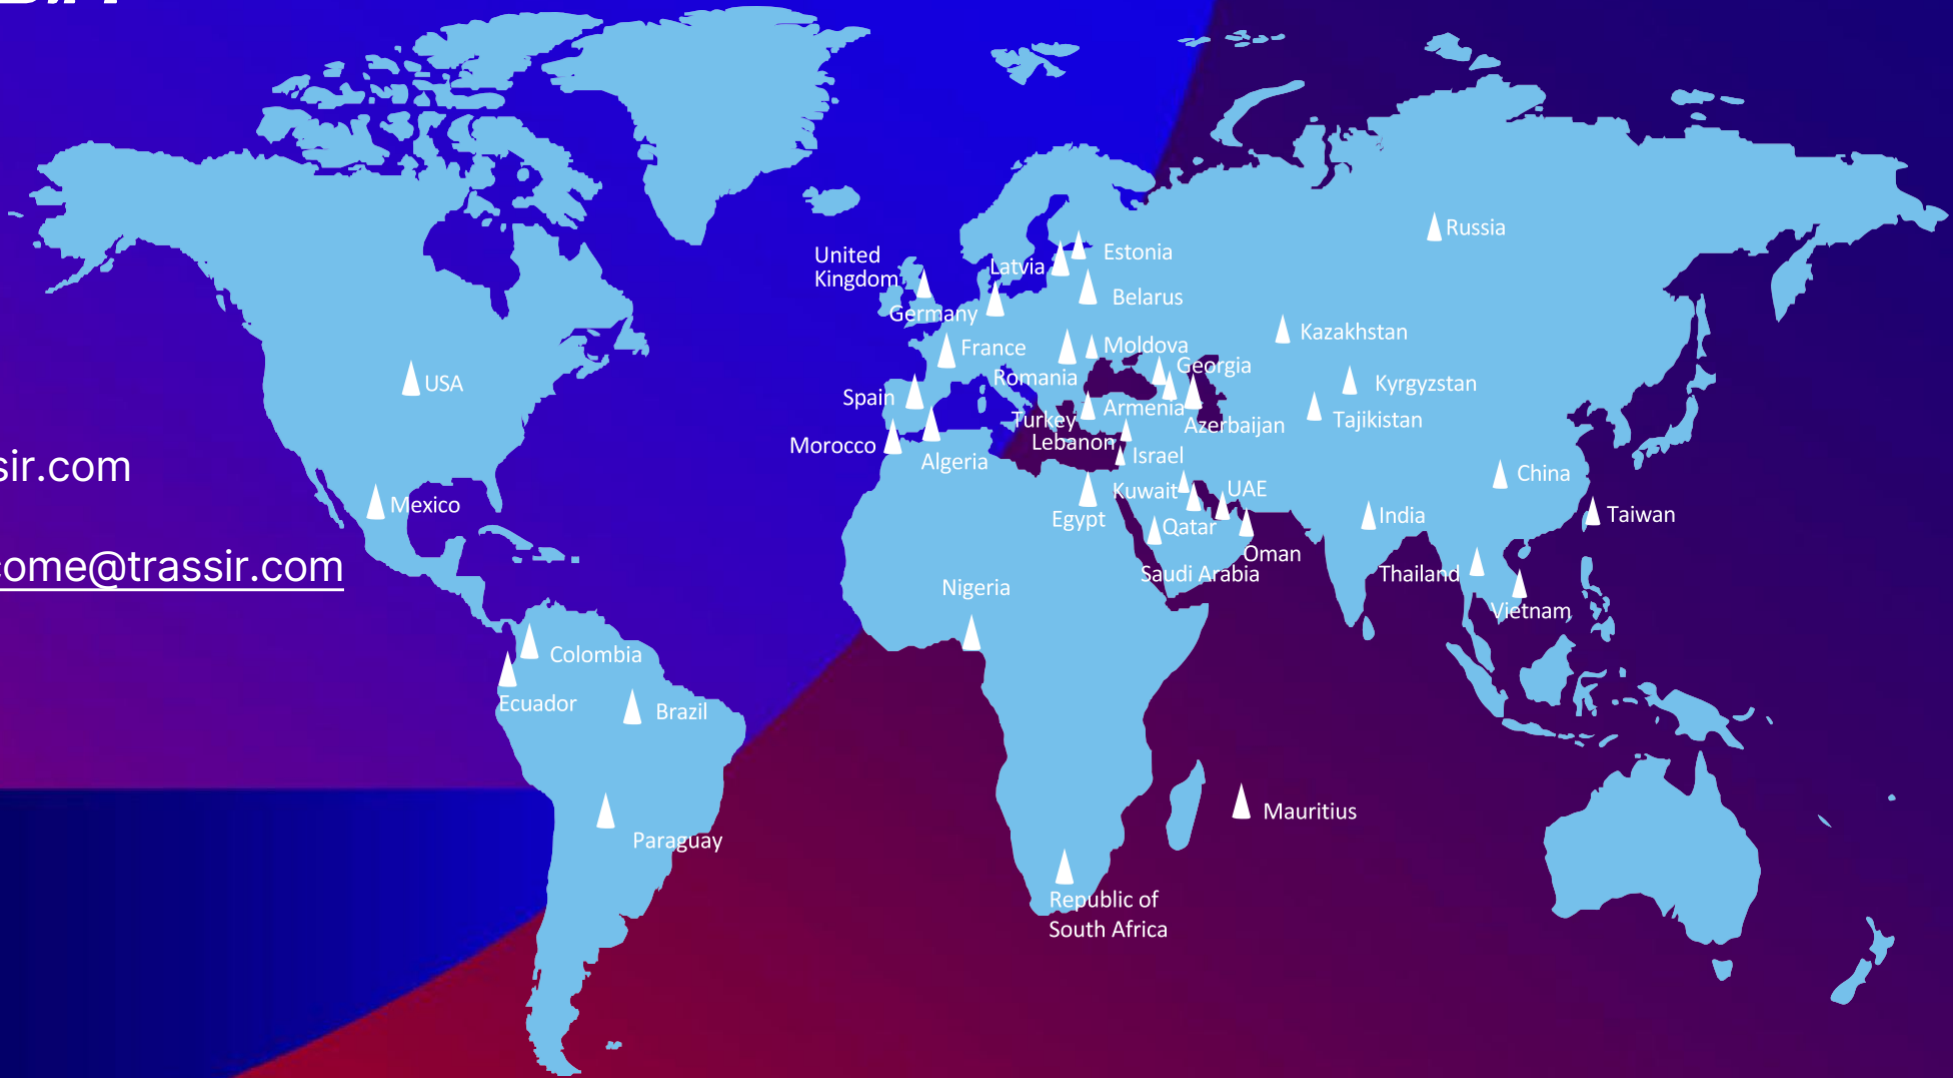 sir.com
come@trassir.com
Russia
United
Kingdom
Latvia
Estonia
Germany
Belarus
Kazakhstan
France
Moldova
Georgia
USA
Romania
Kyrgyzstan
Spain
Turkey
Armenia
Azerbaijan
Tajikistan
Morocco
Lebanon
Algeria
Israel
China
Mexico
Kuwait
UAE
Egypt
Qatar
India
Taiwan
Oman
Saudi Arabia
Thailand
Nigeria
Vietnam
Colombia
Ecuador
Brazil
Mauritius
Paraguay
Republic of
South Africa